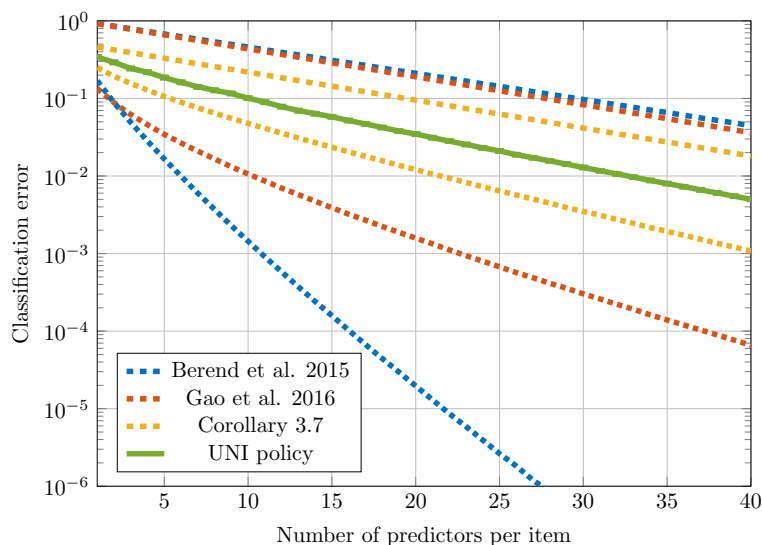 10^0
10^−1
10^−2
10^−3
10^−4
10^−5
10^−6
Classification error
Berend et al. 2015
Gao et al. 2016
Corollary 3.7
UNI policy
5 10 15 20 25 30 35 40
Number of predictors per item